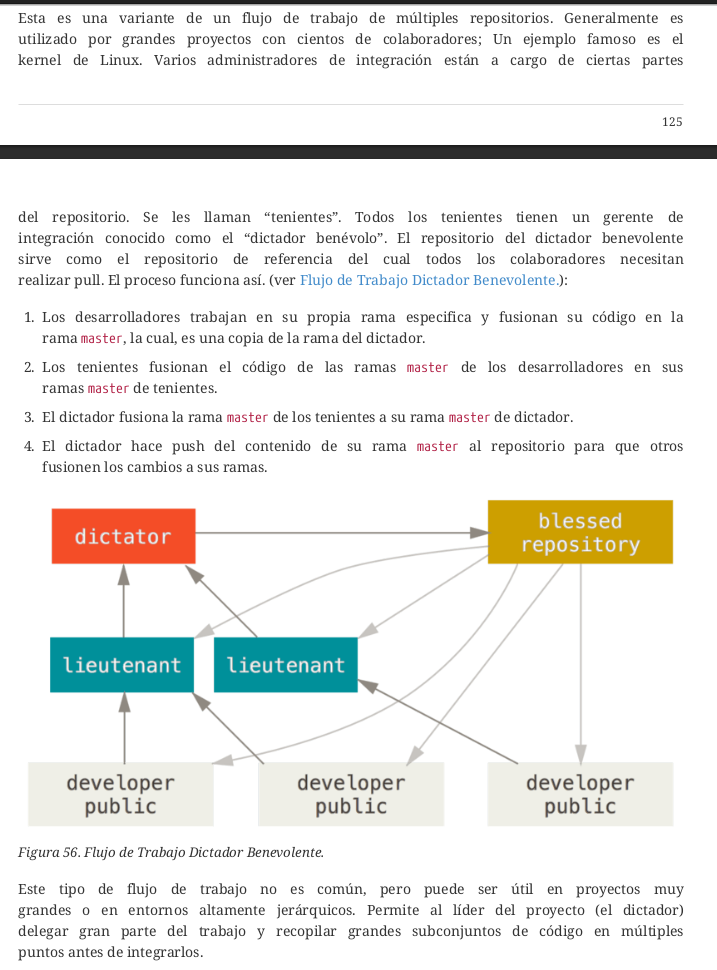 Esta es una variante de un flujo de trabajo de múltiples repositorios. Generalmente es
utilizado por grandes proyectos con cientos de colaboradores; Un ejemplo famoso es el
kernel de Linux. Varios administradores de integración están a cargo de ciertas partes
125
del repositorio. Se les llaman “tenientes”. Todos los tenientes tienen un gerente de
integración conocido como el “dictador benévolo”. El repositorio del dictador benevolente
sirve como el repositorio de referencia del cual todos los colaboradores necesitan
realizar pull. El proceso funciona así. (ver Flujo de Trabajo Dictador Benevolente.):
1. Los desarrolladores trabajan en su propia rama especifica y fusionan su código en la
rama master, la cual, es una copia de la rama del dictador.
2. Los tenientes fusionan el código de las ramas master de los desarrolladores en sus
ramas master de tenientes.
3. El dictador fusiona la rama master de los tenientes a su rama master de dictador.
4. El dictador hace push del contenido de su rama master al repositorio para que otros
fusionen los cambios a sus ramas.
dictator
blessed
repository
lieutenant
lieutenant
developer
public
developer
public
developer
public
Figura 56. Flujo de Trabajo Dictador Benevolente.
Este tipo de flujo de trabajo no es común, pero puede ser útil en proyectos muy
grandes o en entornos altamente jerárquicos. Permite al líder del proyecto (el dictador)
delegar gran parte del trabajo y recopilar grandes subconjuntos de código en múltiples
puntos antes de integrarlos.